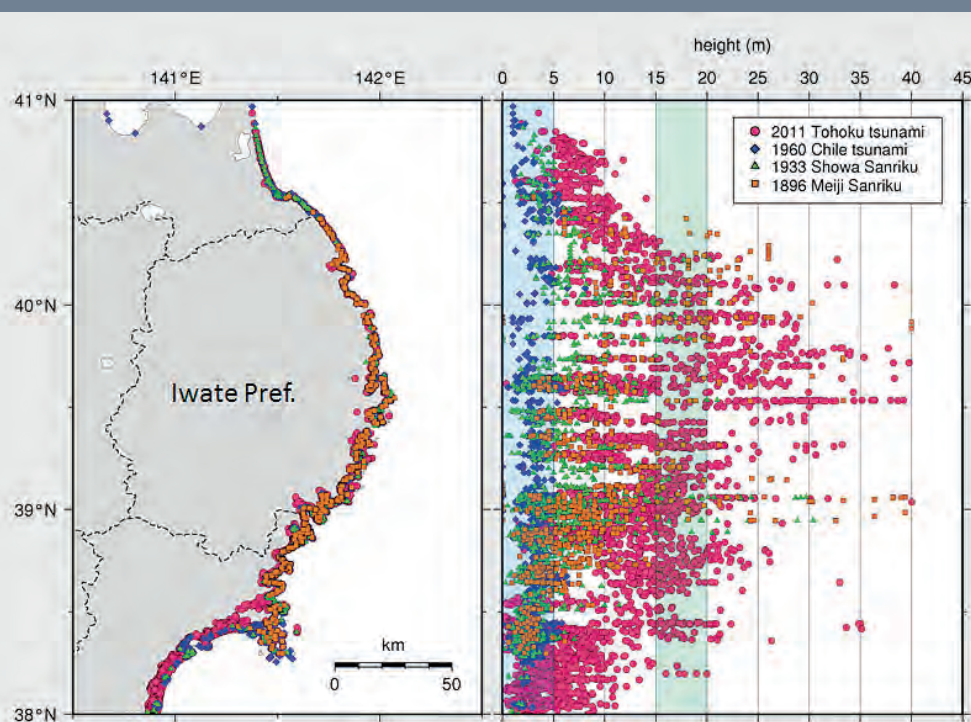 height (m)
141°E 142°E 0 5 10 15 20 25 30 35 40 45
41°N
2011 Tohoku tsunami
1960 Chile tsunami
1933 Showa Sanriku
1896 Meiji Sanriku
40°N
Iwate Pref.
39°N
km
0 50
38°N